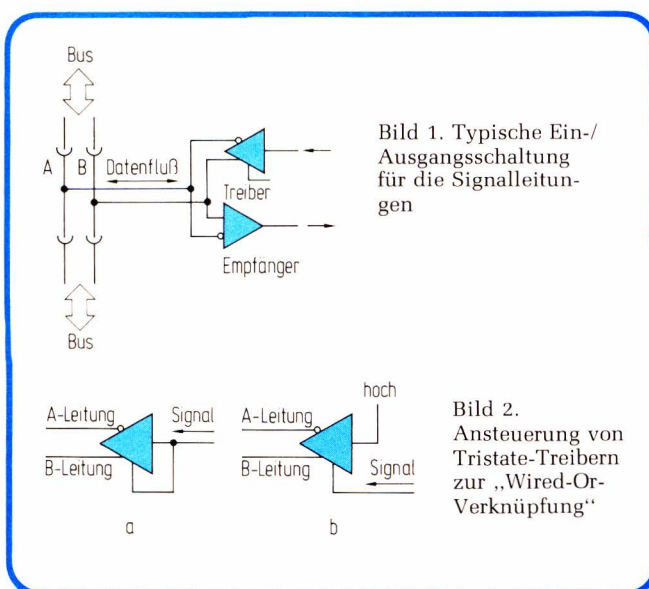 Bus
A
B
Datenfluß
Treiber
Empfänger
Bus
Bild 1. Typische Ein-/
Ausgangsschaltung
für die Signalleitun-
gen
A-Leitung
Signal
B-Leitung
a
hoch
A-Leitung
B-Leitung
Signal
b
Bild 2.
Ansteuerung von
Tristate-Treibern
zur „Wired-Or-
Verknüpfung“